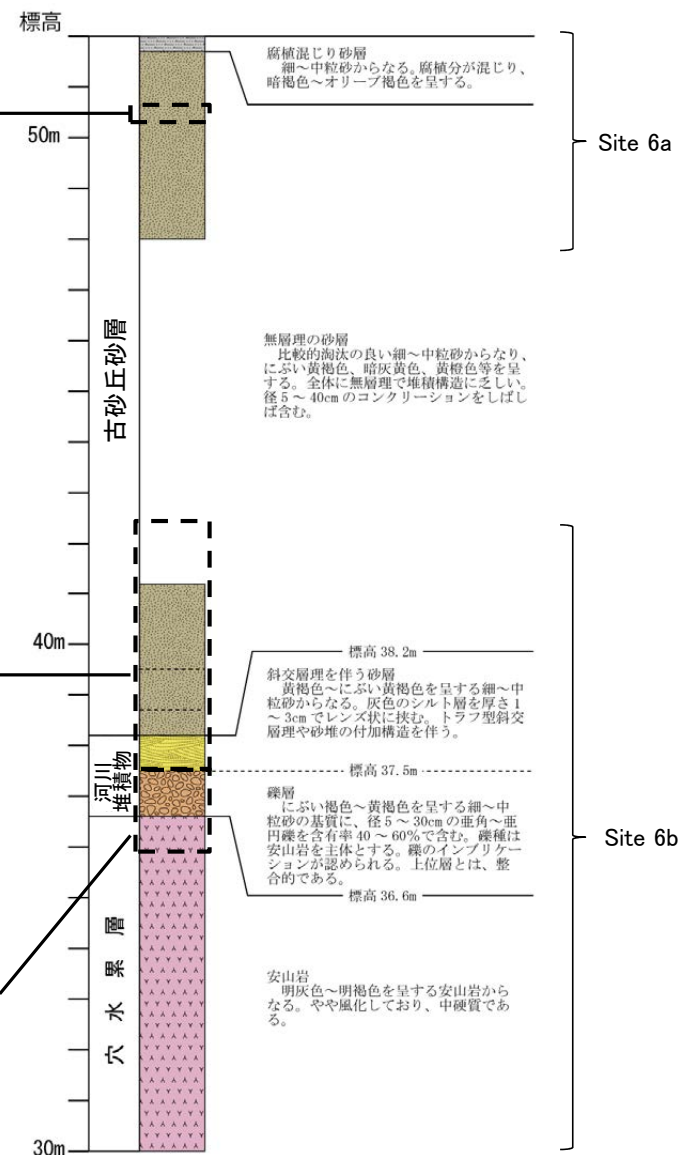 標高
腐植混じり砂層
細～中粒砂からなる。腐植分が混じり、
暗褐色～オリーブ褐色を呈する。
50m
Site 6a
古砂丘砂層
無層理の砂層
比較的淘汰の良い細～中粒砂からなり、
にぶい黄褐色、暗灰黄色、黄橙色等を呈
する。全体に無層理で堆積構造に乏しい。
径5～40cmのコンクリーションをしばし
ば含む。
40m
標高 38.2m
斜交層理を伴う砂層
黄褐色～にぶい黄褐色を呈する細～中
粒砂からなる。灰色のシルト層を厚さ1
～3cmでレンズ状に挟む。トラフ型斜交
層理や砂堆の付加構造を伴う。
河川
堆積物
標高 37.5m
礫層
にぶい褐色～黄褐色を呈する細～中
粒砂の基質に、径5～30cmの亜角～亜
円礫を含有率40～60%で含む。礫種は
安山岩を主体とする。礫のインブリケー
ションが認められる。上位層とは、整
合的である。
標高 36.6m
Site 6b
穴水累層
安山岩
明灰色～明褐色を呈する安山岩から
なる。やや風化しており、中硬質であ
る。
30m